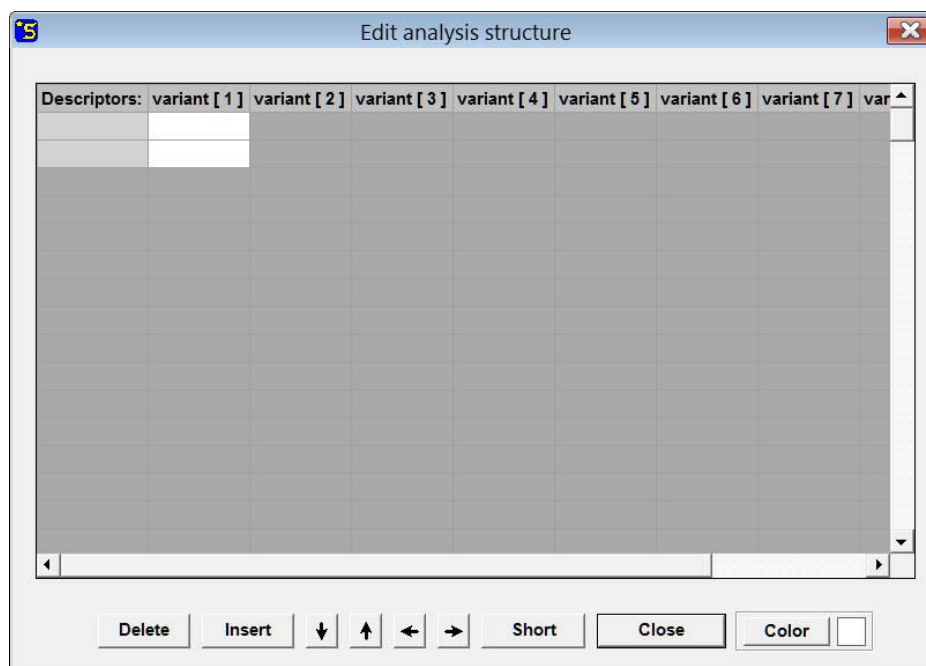 Edit analysis structure
Descriptors: variant [ 1 ] variant [ 2 ] variant [ 3 ] variant [ 4 ] variant [ 5 ] variant [ 6 ] variant [ 7 ] var
Delete Insert Short Close Color